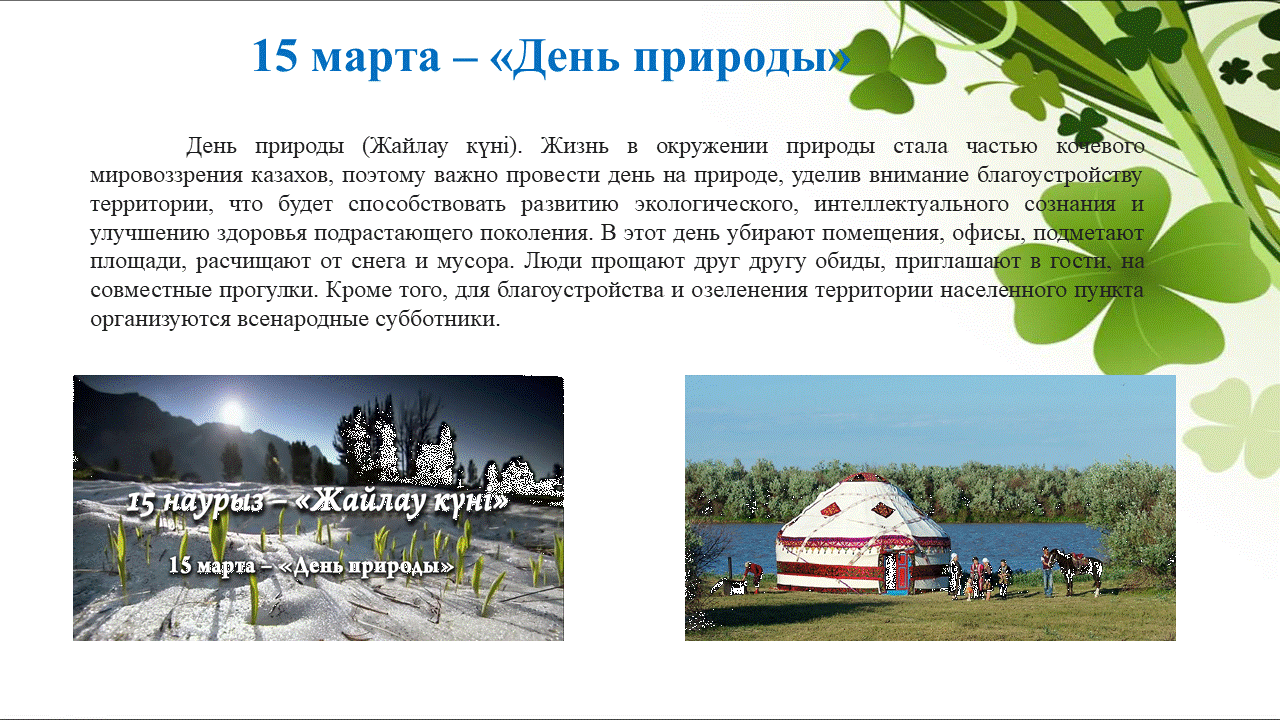 15 марта – «День природы»
День природы (Жайлау күні). Жизнь в окружении природы стала частью кочевого
мировоззрения казахов, поэтому важно провести день на природе, уделив внимание благоустройству
территории, что будет способствовать развитию экологического, интеллектуального сознания и
улучшению здоровья подрастающего поколения. В этот день убирают помещения, офисы, подметают
площади, расчищают от снега и мусора. Люди прощают друг другу обиды, приглашают в гости, на
совместные прогулки. Кроме того, для благоустройства и озеленения территории населенного пункта
организуются всенародные субботники.
15 наурыз – «Жайлау күні»
15 марта – «День природы»